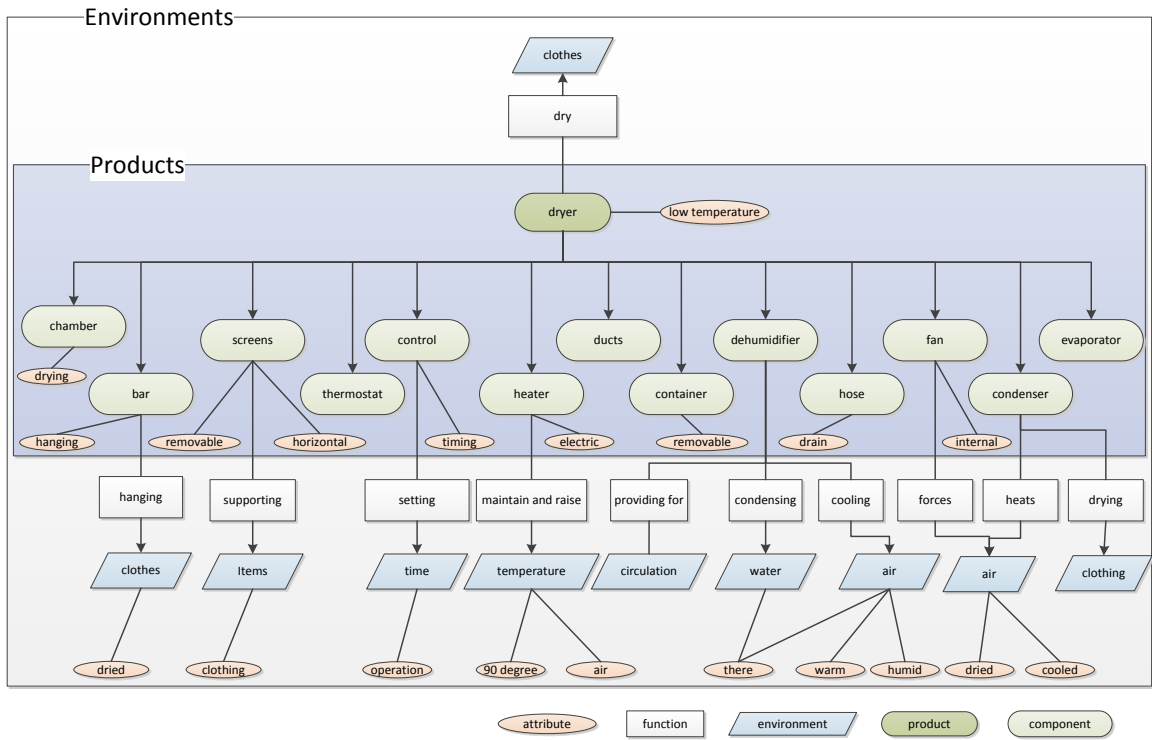 Environments
clothes
dry
Products
dryer
low temperature
chamber
screens
control
ducts
dehumidifier
fan
evaporator
drying
bar
thermostat
heater
container
hose
condenser
hanging
removable
horizontal
timing
electric
removable
drain
internal
hanging
supporting
setting
maintain and raise
providing for
condensing
cooling
forces
heats
drying
clothes
Items
time
temperature
circulation
water
air
air
clothing
dried
clothing
operation
90 degree
air
there
warm
humid
dried
cooled
attribute
function
environment
product
component